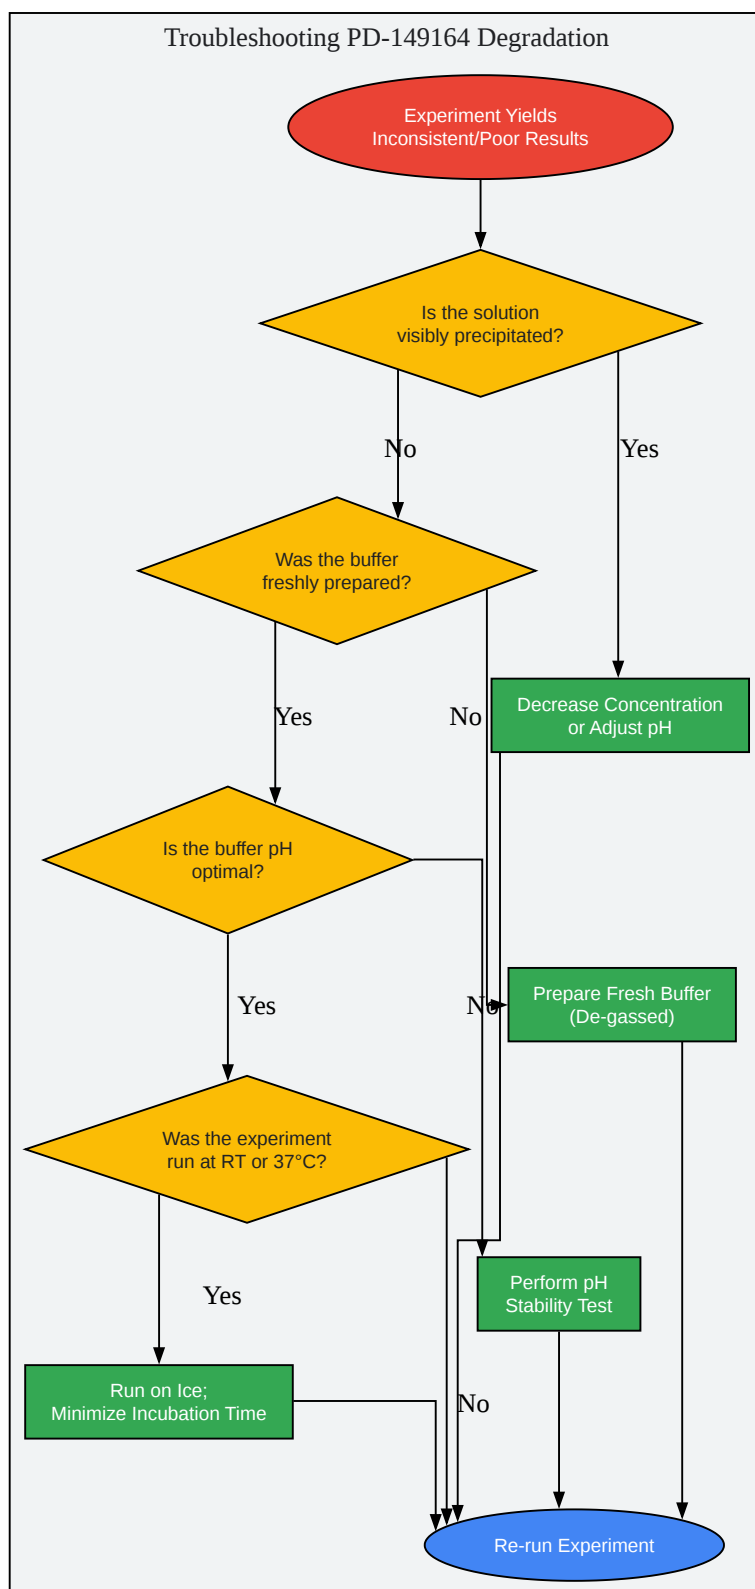 Troubleshooting PD-149164 Degradation
Experiment Yields
Inconsistent/Poor Results
Is the solution
visibly precipitated?
No
Yes
Was the buffer
freshly prepared?
Yes
No
Decrease Concentration
or Adjust pH
Is the buffer pH
optimal?
Yes
No
Prepare Fresh Buffer
(De-gassed)
Was the experiment
run at RT or 37°C?
Yes
Perform pH
Stability Test
Run on Ice;
Minimize Incubation Time
No
Re-run Experiment